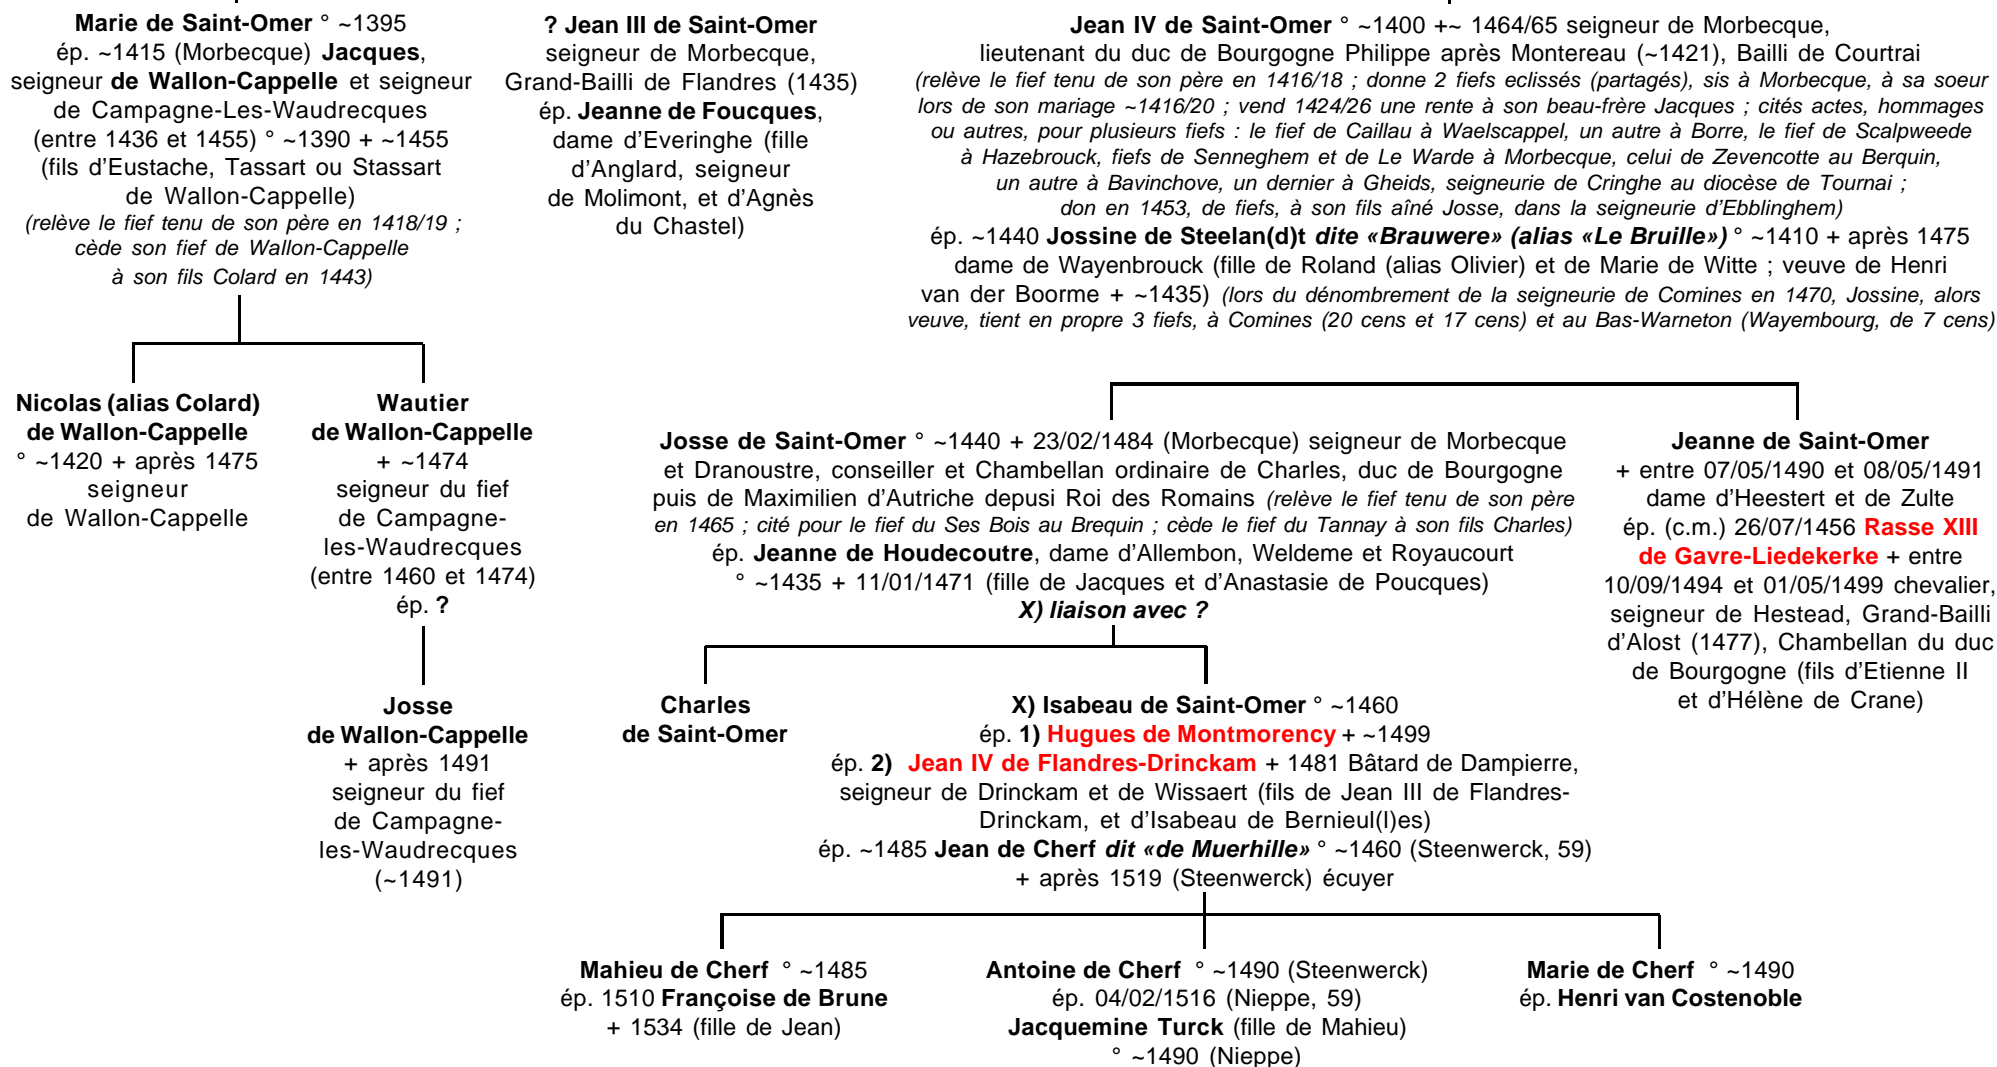 Marie de Saint-Omer ° ~1395
ép. ~1415 (Morbecque) Jacques,
seigneur de Wallon-Cappelle et seigneur
de Campagne-Les-Waudrecques
(entre 1436 et 1455) ° ~1390 + ~1455
(fils d'Eustache, Tassart ou Stassart
de Wallon-Cappelle)
(relève le fief tenu de son père en 1418/19 ;
cède son fief de Wallon-Cappelle
à son fils Colard en 1443)
? Jean III de Saint-Omer
seigneur de Morbecque,
Grand-Bailli de Flandres (1435)
ép. Jeanne de Foucques,
dame d'Everinghe (fille
d'Anglard, seigneur
de Molimont, et d'Agnès
du Chastel)
Jean IV de Saint-Omer ° ~1400 +~ 1464/65 seigneur de Morbecque,
lieutenant du duc de Bourgogne Philippe après Montereau (~1421), Bailli de Courtrai
(relève le fief tenu de son père en 1416/18 ; donne 2 fiefs eclissés (partagés), sis à Morbecque, à sa soeur
lors de son mariage ~1416/20 ; vend 1424/26 une rente à son beau-frère Jacques ; cités actes, hommages
ou autres, pour plusieurs fiefs : le fief de Caillau à Waelscappel, un autre à Borre, le fief de Scalpweede
à Hazebrouck, fiefs de Senneghem et de Le Warde à Morbecque, celui de Zevencotte au Berquin,
un autre à Bavinchove, un dernier à Gheids, seigneurie de Cringhe au diocèse de Tournai ;
don en 1453, de fiefs, à son fils aîné Josse, dans la seigneurie d'Ebblinghem)
ép. ~1440 Jossine de Steelan(d)t dite «Brauwere» (alias «Le Bruille») ° ~1410 + après 1475
dame de Wayenbrouck (fille de Roland (alias Olivier) et de Marie de Witte ; veuve de Henri
van der Boorme + ~1435) (lors du dénombrement de la seigneurie de Comines en 1470, Jossine, alors
veuve, tient en propre 3 fiefs, à Comines (20 cens et 17 cens) et au Bas-Warneton (Wayembourg, de 7 cens)
Nicolas (alias Colard)
de Wallon-Cappelle
° ~1420 + après 1475
seigneur
de Wallon-Cappelle
Wautier
de Wallon-Cappelle
+ ~1474
seigneur du fief
de Campagne-
les-Waudrecques
(entre 1460 et 1474)
ép. ?
Josse de Saint-Omer ° ~1440 + 23/02/1484 (Morbecque) seigneur de Morbecque
et Dranoustre, conseiller et Chambellan ordinaire de Charles, duc de Bourgogne
puis de Maximilien d'Autriche depusi Roi des Romains (relève le fief tenu de son père
en 1465 ; cité pour le fief du Ses Bois au Brequin ; cède le fief du Tannay à son fils Charles)
ép. Jeanne de Houdecoutre, dame d'Allembon, Weldeme et Royaucourt
° ~1435 + 11/01/1471 (fille de Jacques et d'Anastasie de Poucques)
X) liaison avec ?
Jeanne de Saint-Omer
+ entre 07/05/1490 et 08/05/1491
dame d'Heestert et de Zulte
ép. (c.m.) 26/07/1456 Rasse XIII
de Gavre-Liedekerke + entre
10/09/1494 et 01/05/1499 chevalier,
seigneur de Hestead, Grand-Bailli
d'Alost (1477), Chambellan du duc
de Bourgogne (fils d'Etienne II
et d'Hélène de Crane)
Josse
de Wallon-Cappelle
+ après 1491
seigneur du fief
de Campagne-
les-Waudrecques
(~1491)
Charles
de Saint-Omer
X) Isabeau de Saint-Omer ° ~1460
ép. 1) Hugues de Montmorency + ~1499
ép. 2) Jean IV de Flandres-Drinckam + 1481 Bâtard de Dampierre,
seigneur de Drinckam et de Wissaert (fils de Jean III de Flandres-
Drinckam, et d'Isabeau de Bernieul(l)es)
ép. ~1485 Jean de Cherf dit «de Muerhille» ° ~1460 (Steenwerck, 59)
+ après 1519 (Steenwerck) écuyer
Mahieu de Cherf ° ~1485
ép. 1510 Françoise de Brune
+ 1534 (fille de Jean)
Antoine de Cherf ° ~1490 (Steenwerck)
ép. 04/02/1516 (Nieppe, 59)
Jacquemine Turck (fille de Mahieu)
° ~1490 (Nieppe)
Marie de Cherf ° ~1490
ép. Henri van Costenoble